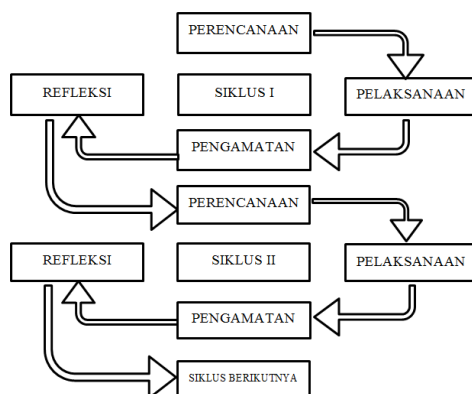 PERENCANAAN
REFLEKSI
SIKLUS I
PELAKSANAAN
PENGAMATAN
PERENCANAAN
REFLEKSI
SIKLUS II
PELAKSANAAN
PENGAMATAN
SIKLUS BERIKUTNYA